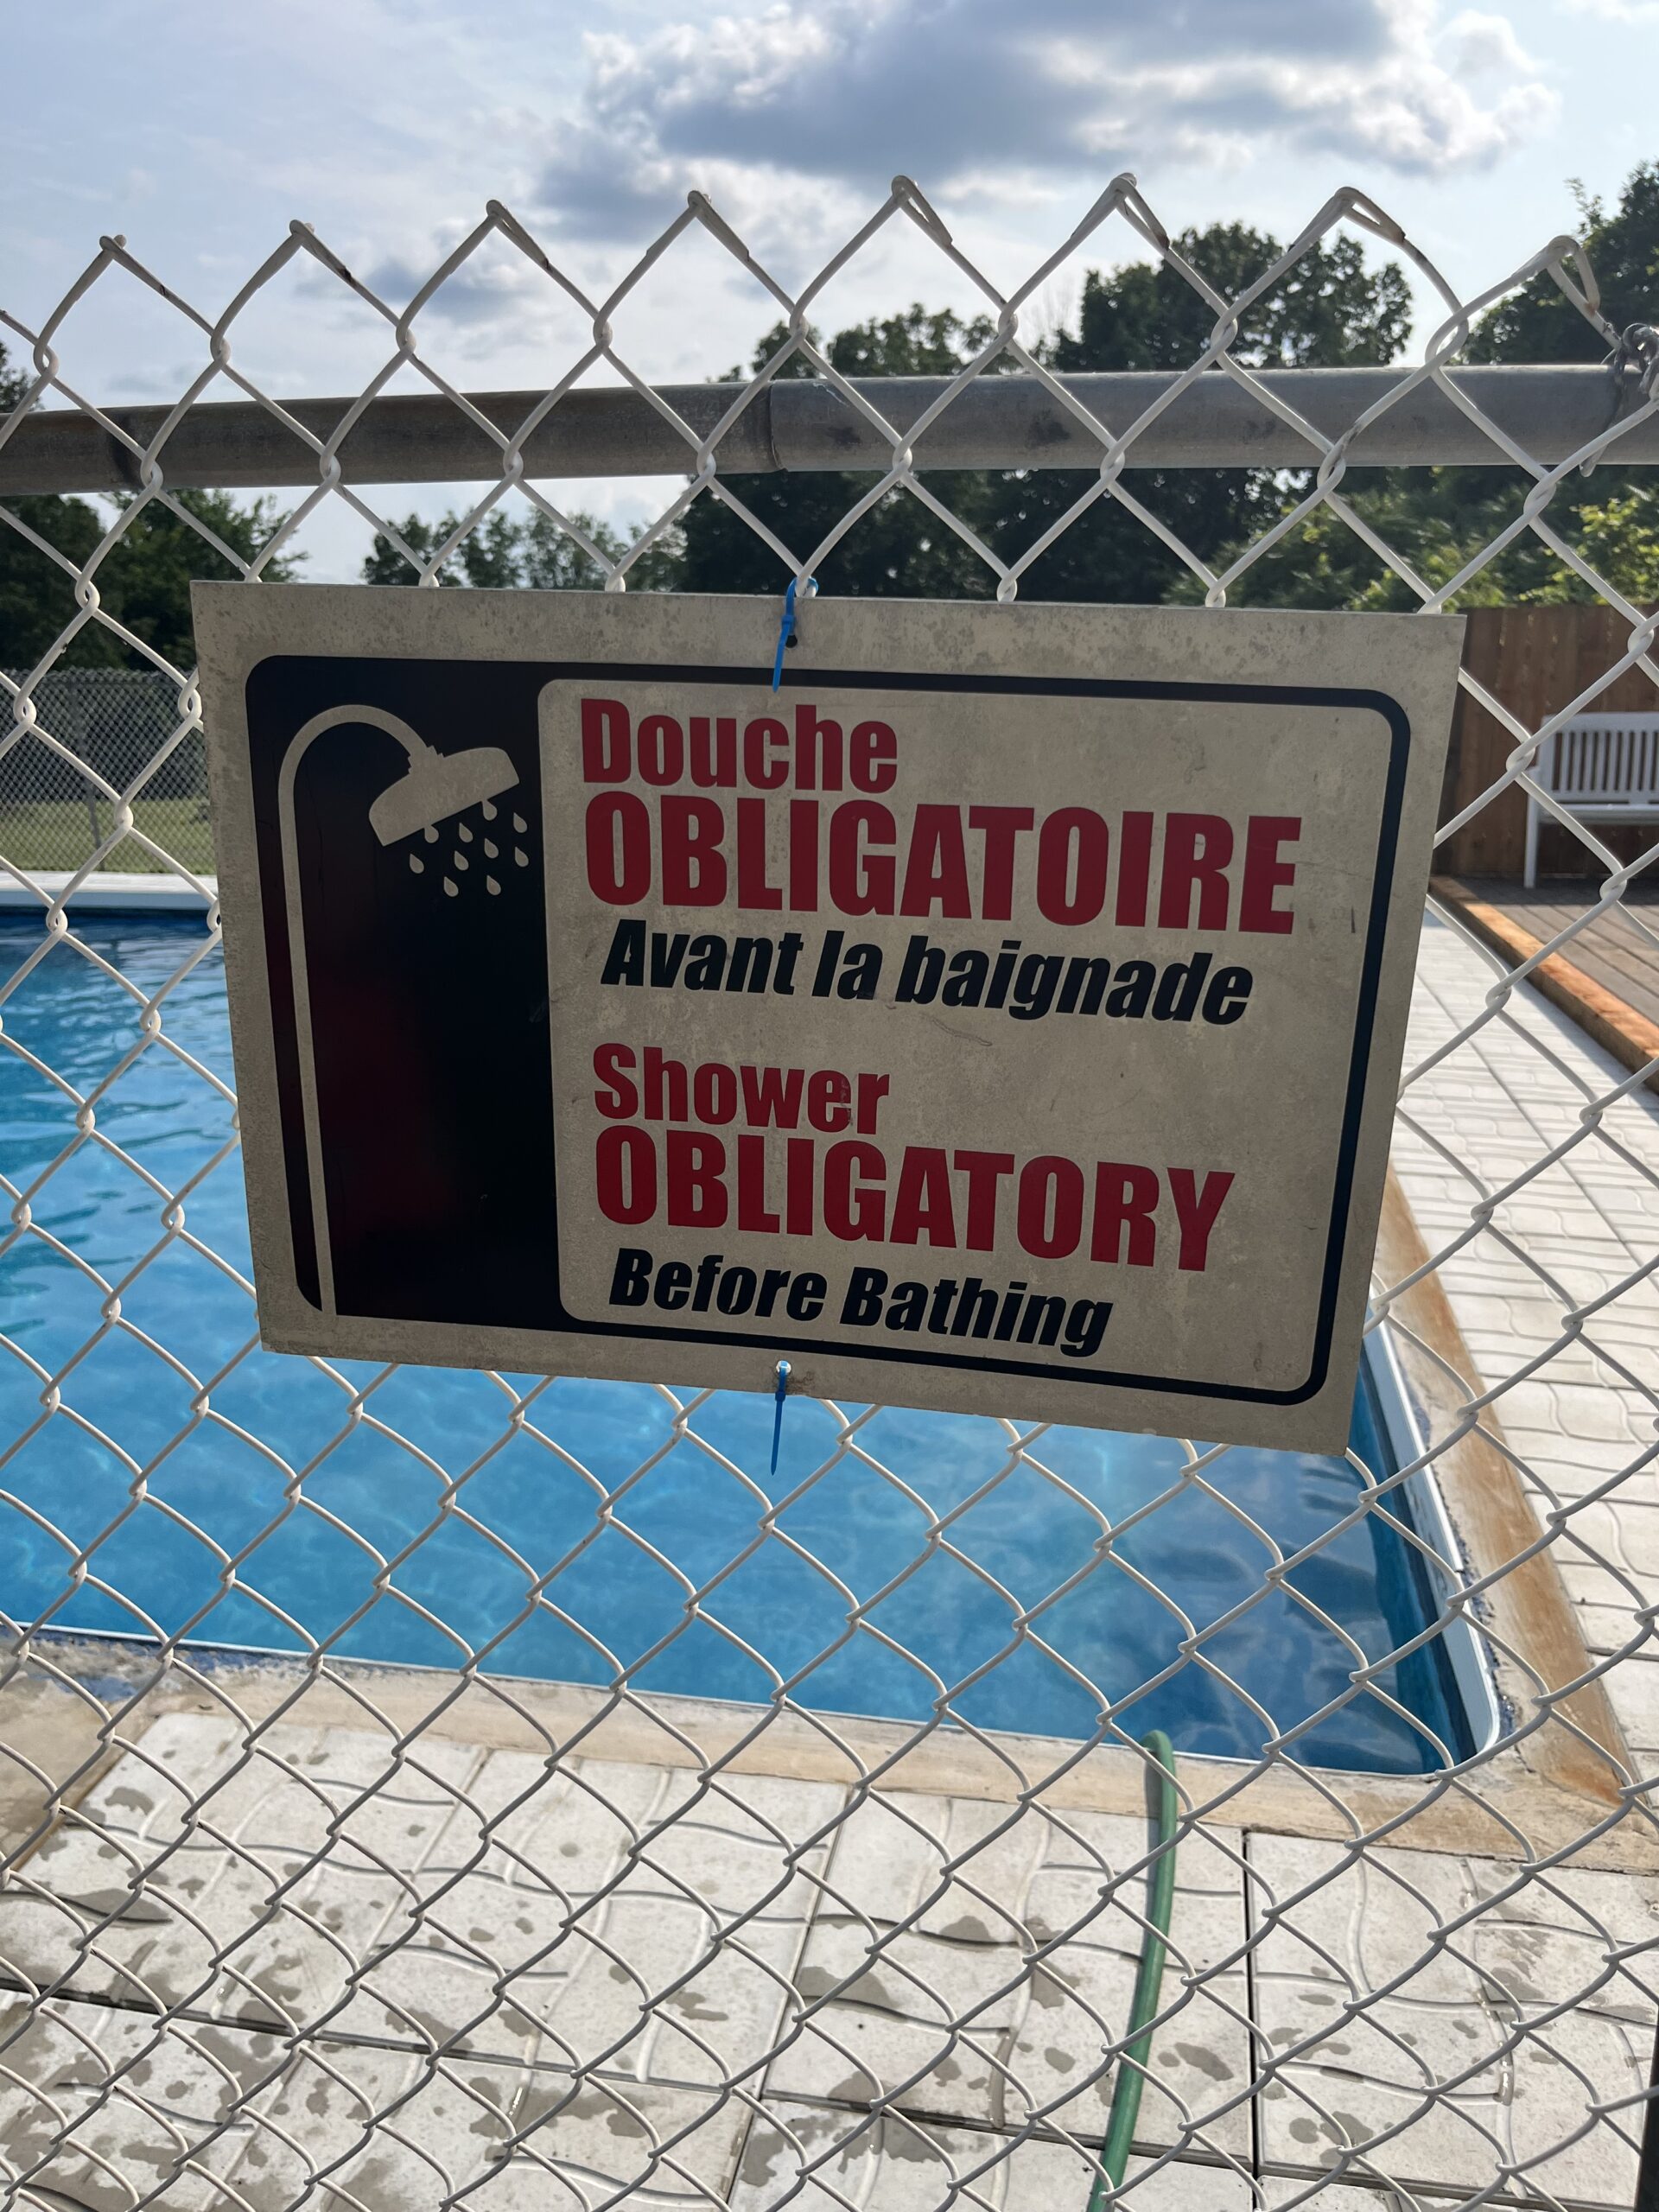 Douche
OBLIGATOIRE
Avant la baignade
Shower
OBLIGATORY
Before Bathing